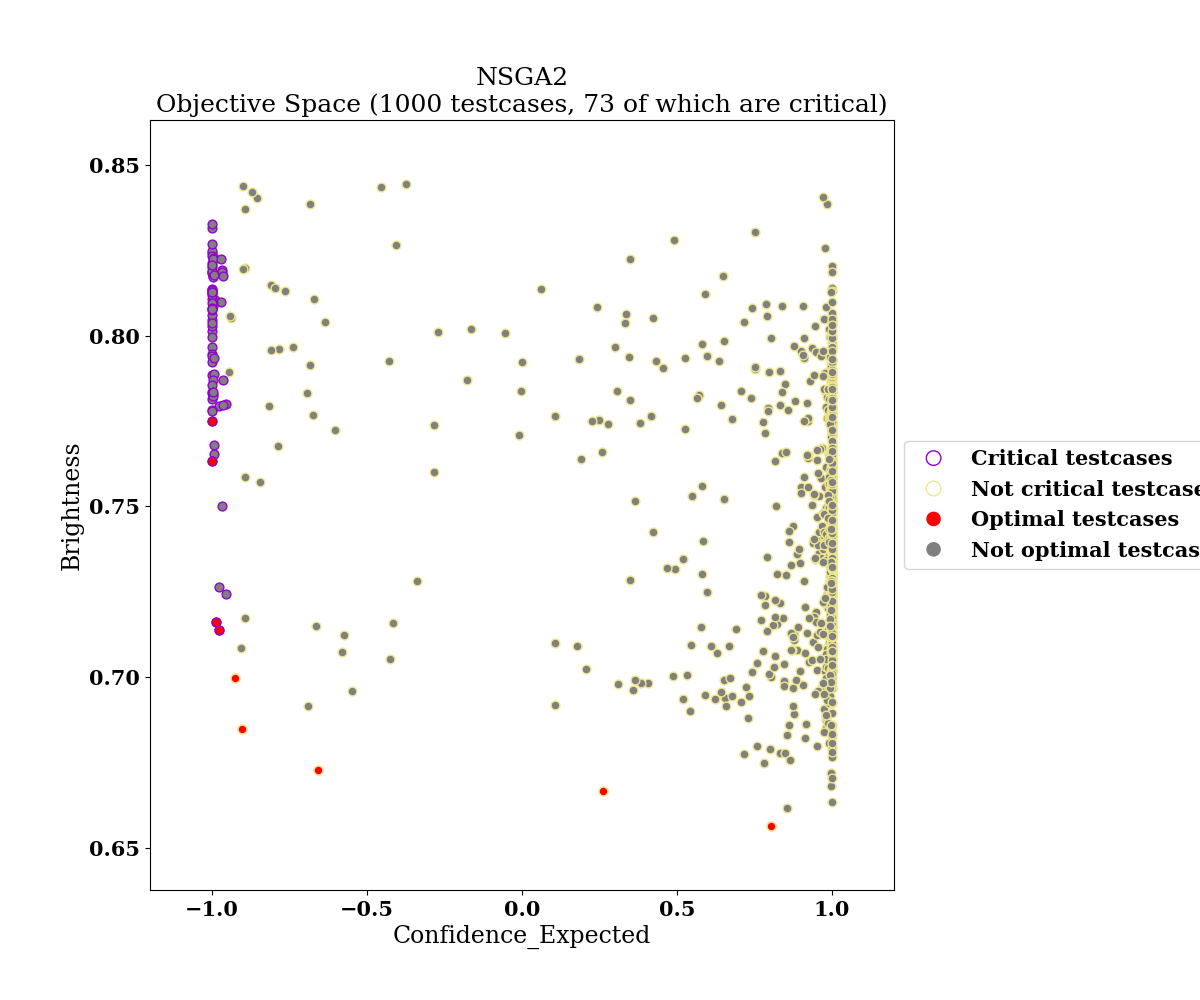 NSGA2
Objective Space (1000 testcases, 73 of which are critical)
0.85
0.80
0.75
0.70
0.65
Brightness
−1.0
−0.5
0.0
0.5
1.0
Confidence_Expected
Critical testcases
Not critical testcase
Optimal testcases
Not optimal testcas